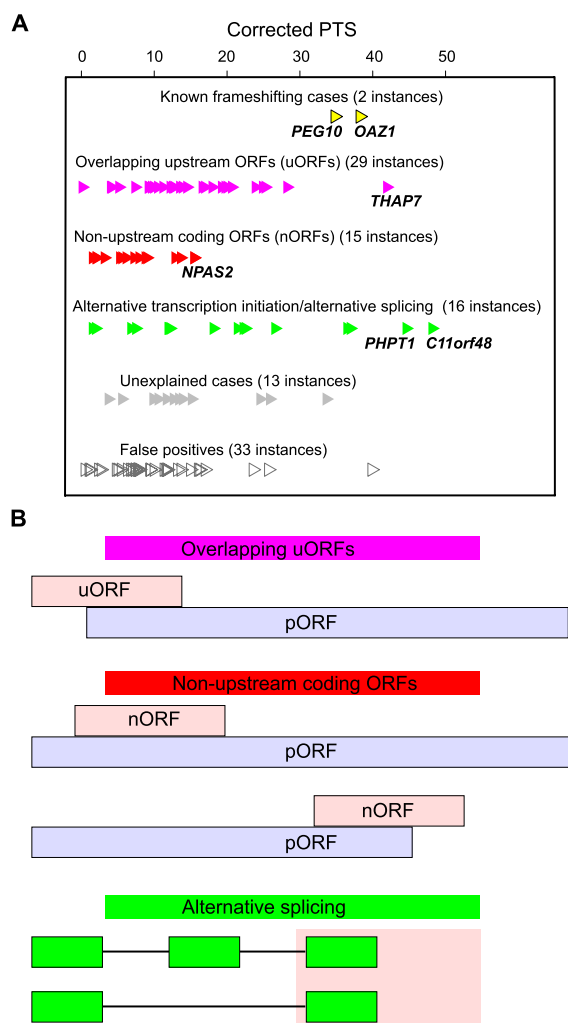 A
Corrected PTS
0 10 20 30 40 50
Known frameshifting cases (2 instances)
PEG10 OAZ1
Overlapping upstream ORFs (uORFs) (29 instances)
THAP7
Non-upstream coding ORFs (nORFs) (15 instances)
NPAS2
Alternative transcription initiation/alternative splicing (16 instances)
PHPT1 C11orf48
Unexplained cases (13 instances)
False positives (33 instances)
B
Overlapping uORFs
uORF
pORF
Non-upstream coding ORFs
nORF
pORF
nORF
pORF
Alternative splicing